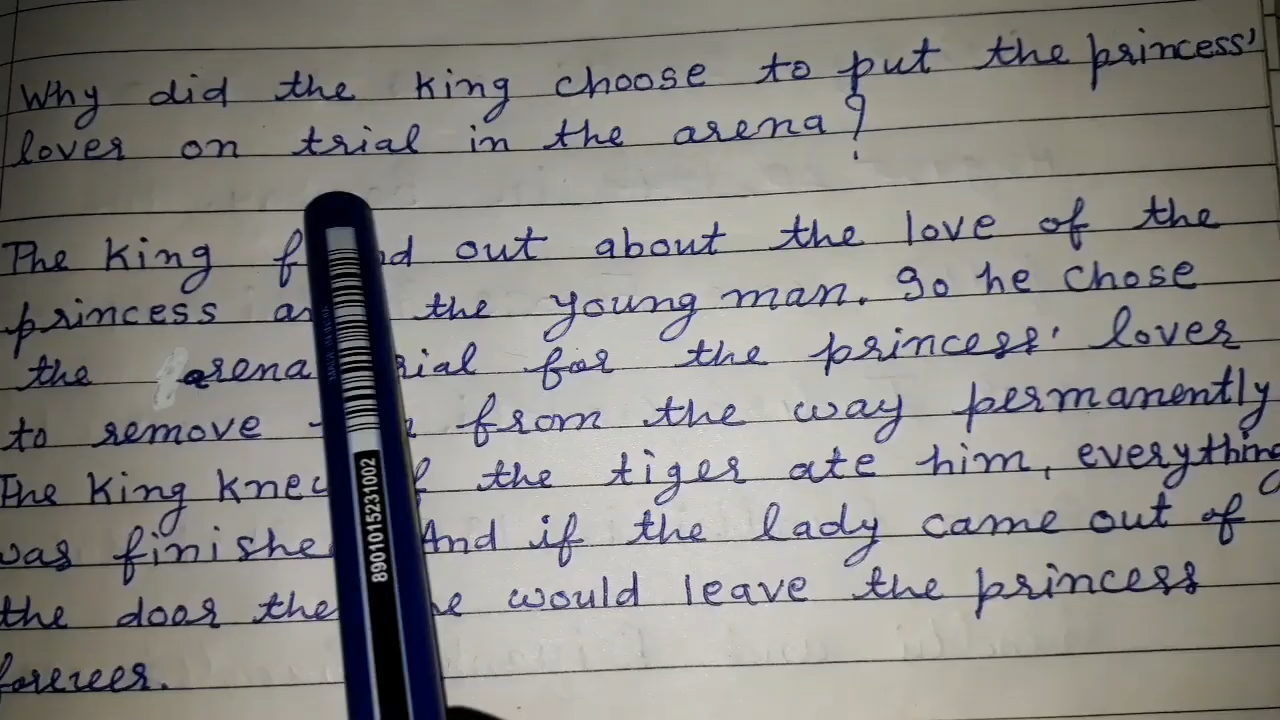 Why did the king choose to put the princess'
lover on trial in the arena?
The king out about the love of the
princess the young man. So he chose
the arena for the princess' lover
to remove from the way permanently
The king the tiger ate him, everything
was And if the lady came out of
the door would leave the princess
forever.
8901015231002